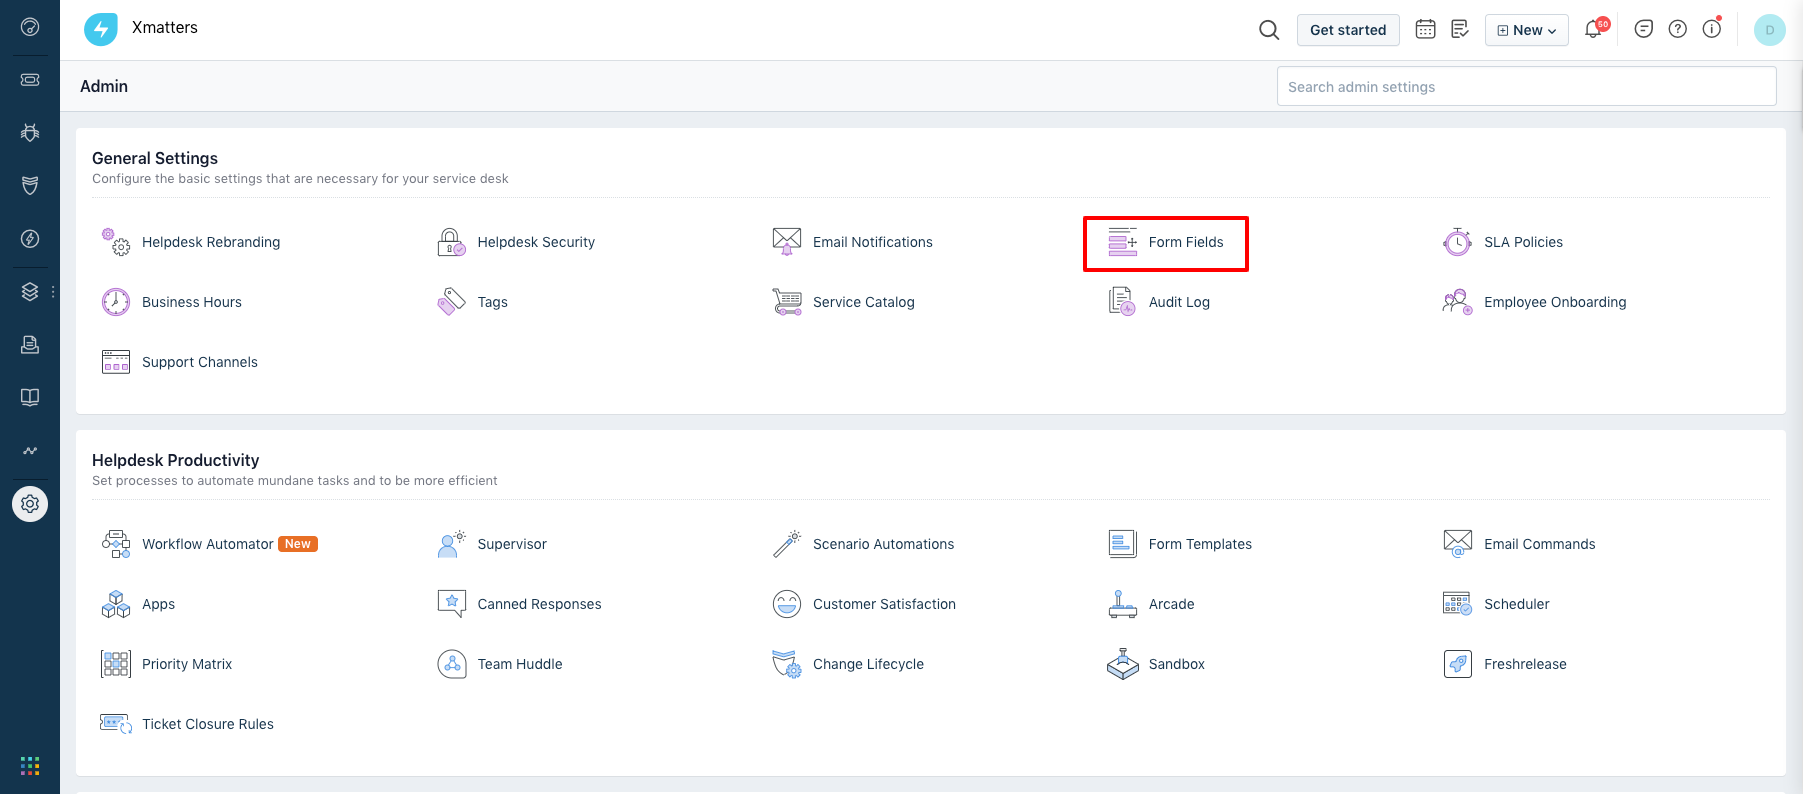 Xmatters
Get started
New
50
D
Admin
Search admin settings
General Settings
Configure the basic settings that are necessary for your service desk
Helpdesk Rebranding
Helpdesk Security
Email Notifications
Form Fields
SLA Policies
Business Hours
Tags
Service Catalog
Audit Log
Employee Onboarding
Support Channels
Helpdesk Productivity
Set processes to automate mundane tasks and to be more efficient
Workflow Automator New
Supervisor
Scenario Automations
Form Templates
Email Commands
Apps
Canned Responses
Customer Satisfaction
Arcade
Scheduler
Priority Matrix
Team Huddle
Change Lifecycle
Sandbox
Freshrelease
Ticket Closure Rules